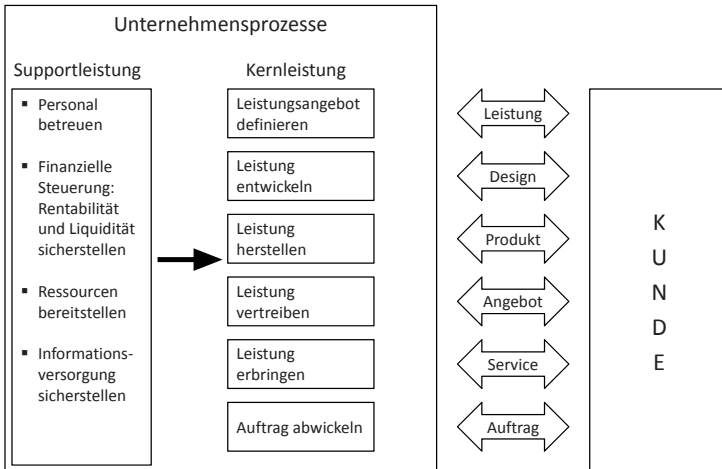 Unternehmensprozesse
Supportleistung
▪ Personal
betreuen
▪ Finanzielle
Steuerung:
Rentabilität
und Liquidität
sicherstellen
▪ Ressourcen
bereitstellen
▪ Informations-
versorgung
sicherstellen
Kernleistung
Leistungsangebot
definieren
Leistung
entwickeln
Leistung
herstellen
Leistung
vertreiben
Leistung
erbringen
Auftrag abwickeln
Leistung
Design
Produkt
Angebot
Service
Auftrag
K
U
N
D
E